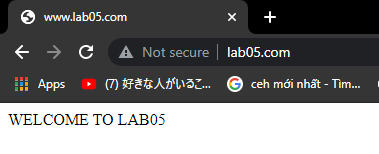 www.lab05.com
Not secure lab05.com
Apps (7) 好きな人がいるこ... ceh mới nhất - Tìm...
WELCOME TO LAB05